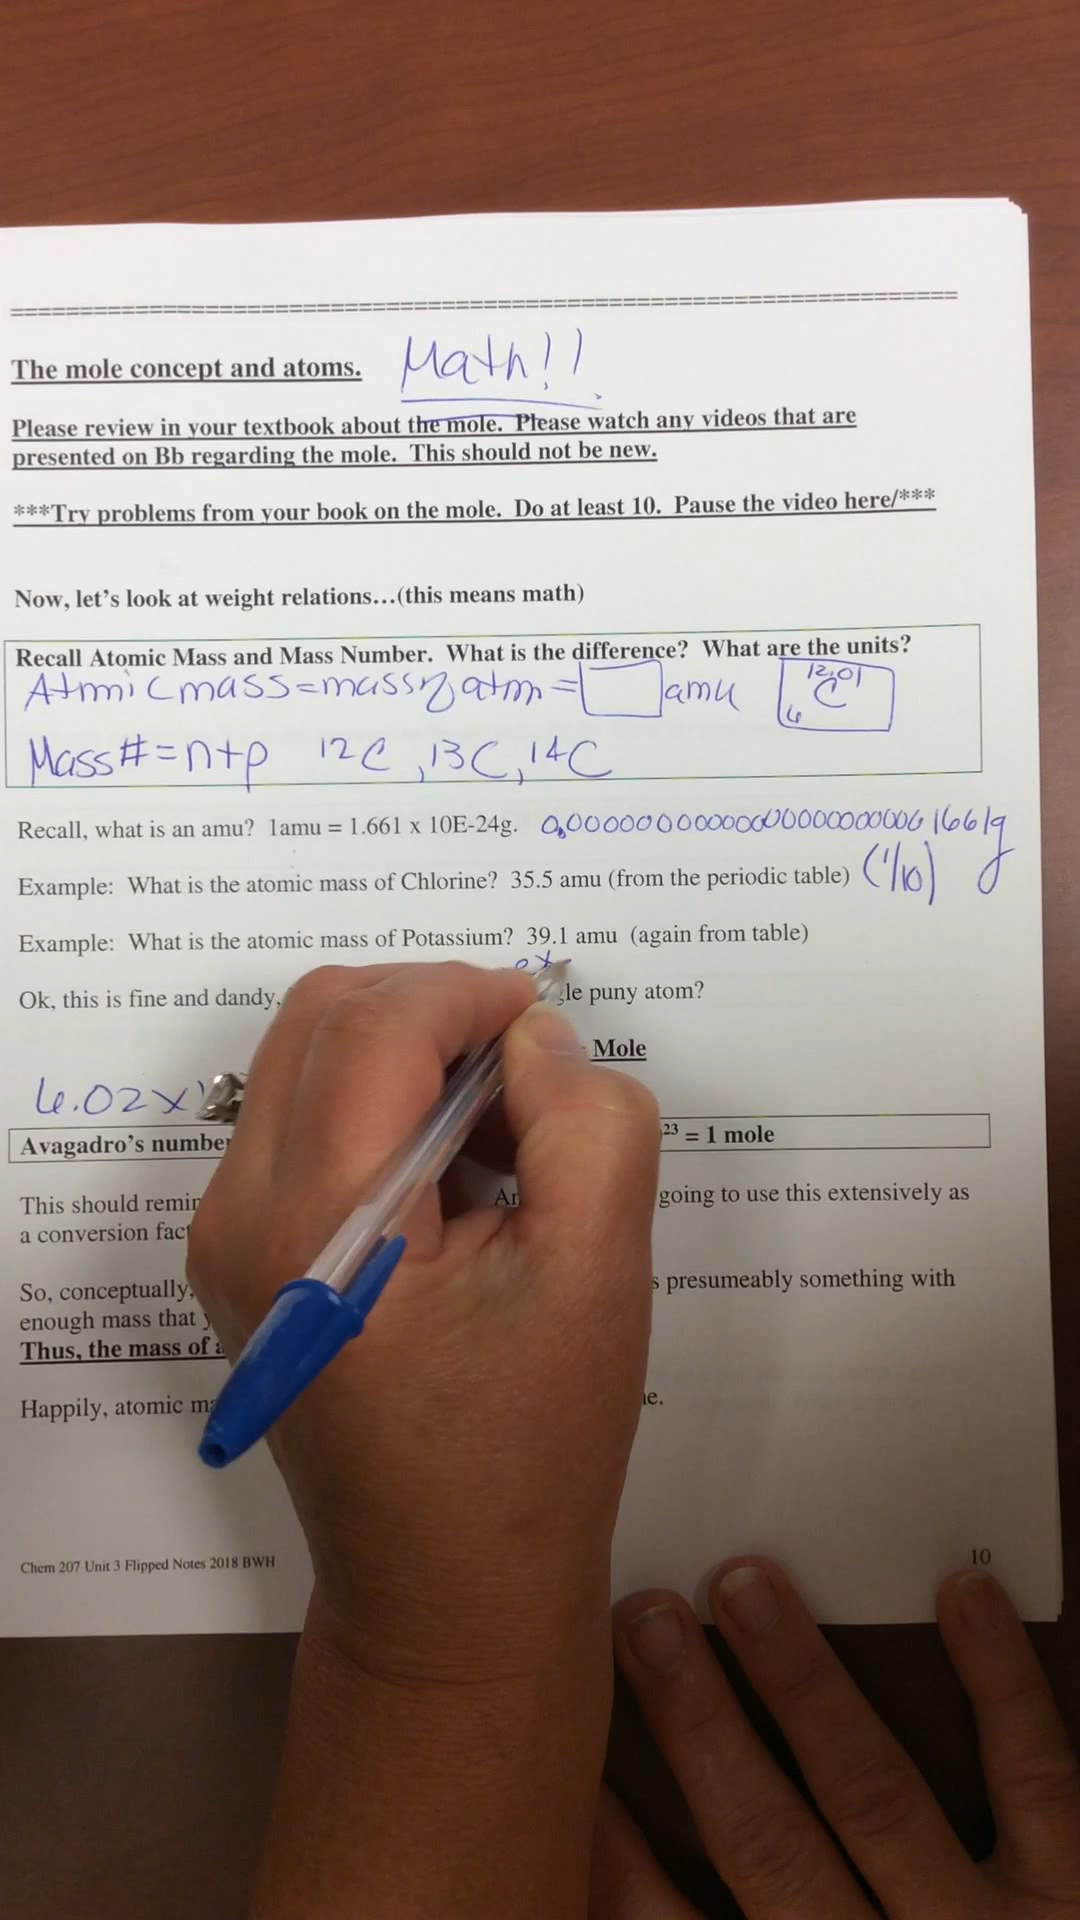 ==========================================================================
The mole concept and atoms. Math!!
Please review in your textbook about the mole. Please watch any videos that are
presented on Bb regarding the mole. This should not be new.
***Try problems from your book on the mole. Do at least 10. Pause the video here/***
Now, let's look at weight relations…(this means math)
Recall Atomic Mass and Mass Number. What is the difference? What are the units?
Atmic mass = mass of atm = amu 12.01 C 6
Mass# = n+p 12C, 13C, 14C
Recall, what is an amu? 1amu = 1.661 x 10E-24g.
Example: What is the atomic mass of Chlorine? 35.5 amu (from the periodic table) (1/10) g
Example: What is the atomic mass of Potassium? 39.1 amu (again from table)
Ok, this is fine and dandy, puny atom?
Mole
6.02x
Avagadro's 23 = 1 mole
This should going to use this extensively as
a conversion
So, conceptually, presumeably something with
enough mass that
Thus, the mass of
Happily, atomic
Chem 207 Unit 3 Flipped Notes 2018 BWH
10